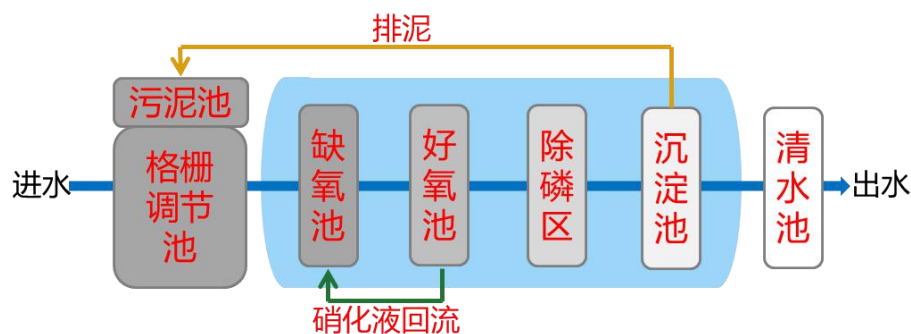 排泥
污泥池
进水
格栅
调节
池
缺
氧
池
好
氧
池
除
磷
区
沉
淀
池
清
水
池
出水
硝化液回流